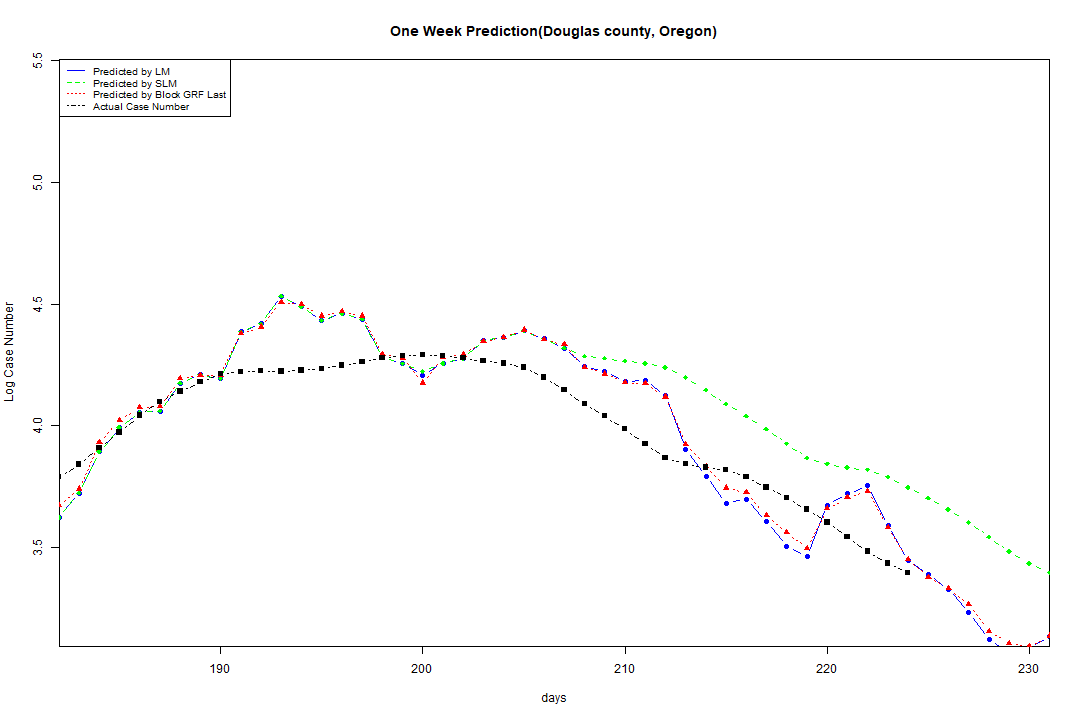 One Week Prediction(Douglas county, Oregon)
Predicted by LM
Predicted by SLM
Predicted by Block GRF Last
Actual Case Number
5.5
5.0
4.5
4.0
3.5
Log Case Number
190 200 210 220 230
days